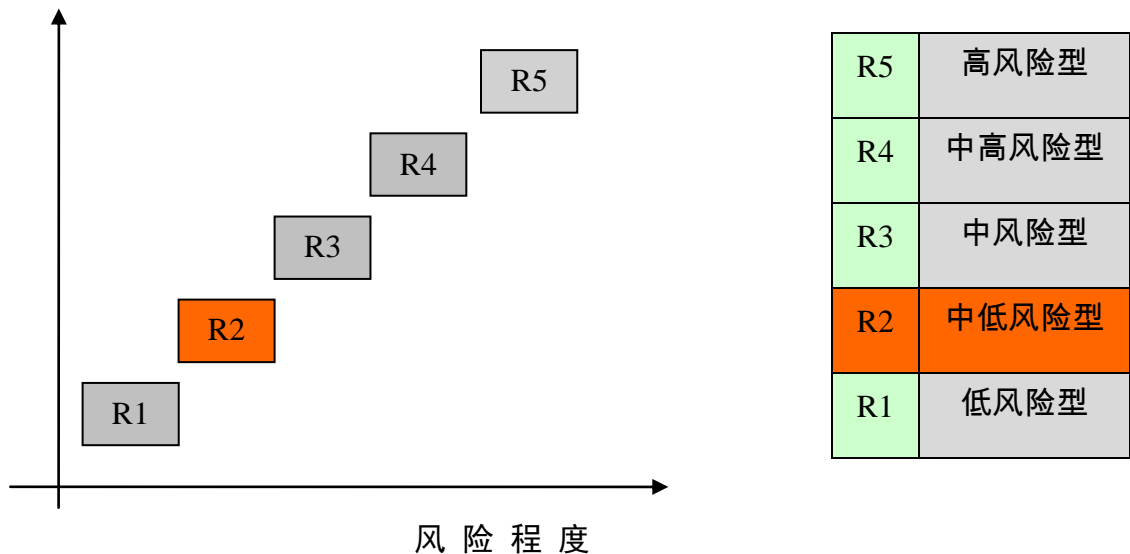 R5
R4
R3
R2
R1
风险程度
R5 高风险型
R4 中高风险型
R3 中风险型
R2 中低风险型
R1 低风险型